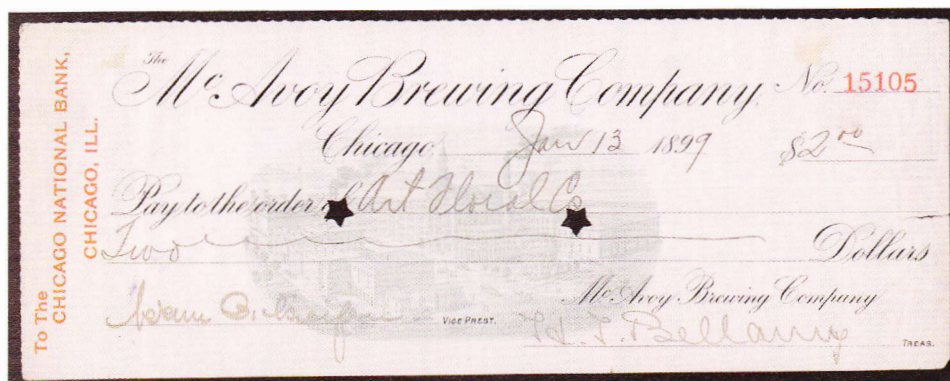 The McAvoy Brewing Company. No. 15105
Chicago, Jan 13 1899 $2 00
Pay to the order of Art Floral Co
Two Dollars
McAvoy Brewing Company
VICE PREST.
H. J. Bellamy TREAS.
To The
CHICAGO NATIONAL BANK,
CHICAGO, ILL.